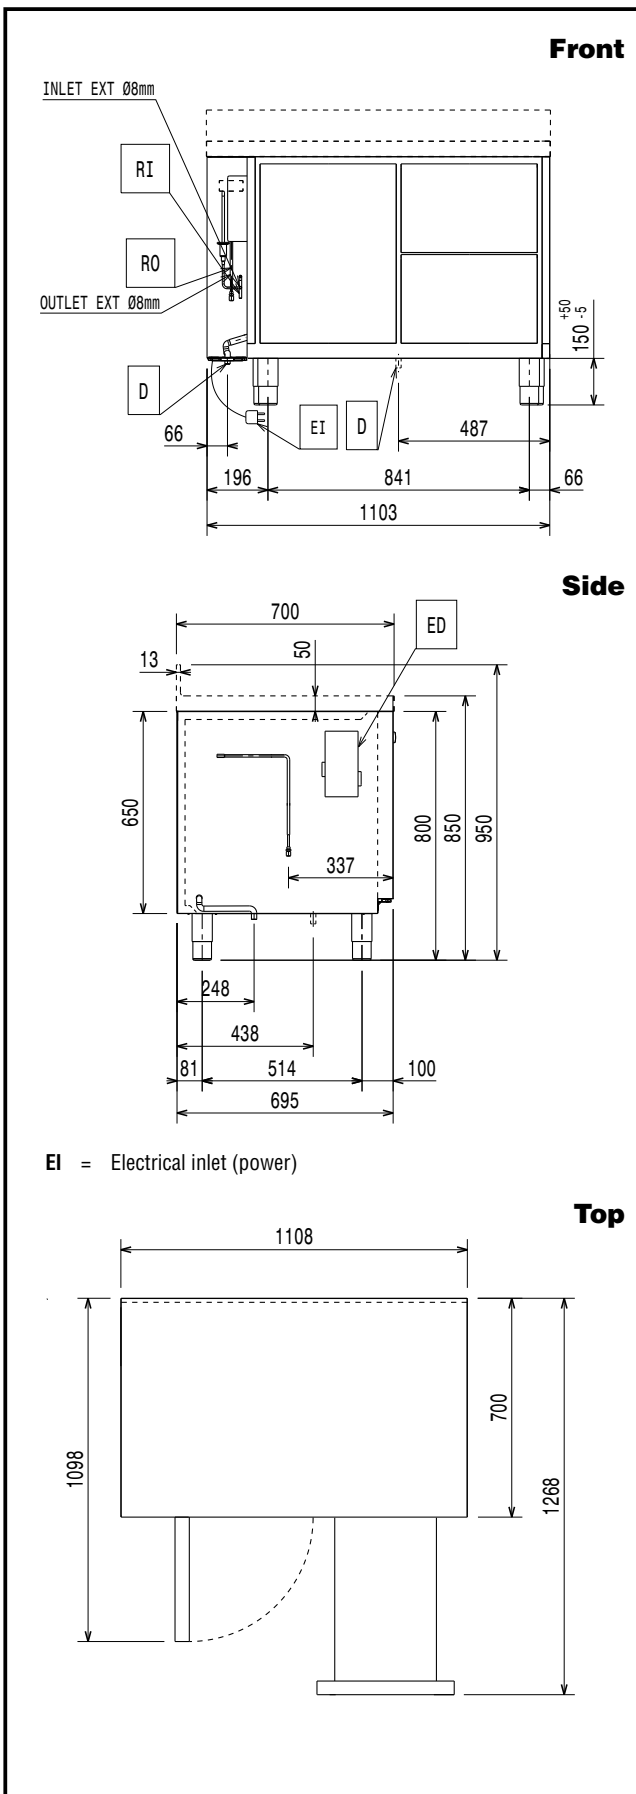 Front
INLET EXT Ø8mm
RI
RO
OUTLET EXT Ø8mm
+50
150 -5
D
EI
D
66
487
196
841
66
1103
Side
700
ED
50
13
650
800
850
950
337
248
438
81
514
100
695
EI = Electrical inlet (power)
Top
1108
1098
700
1268